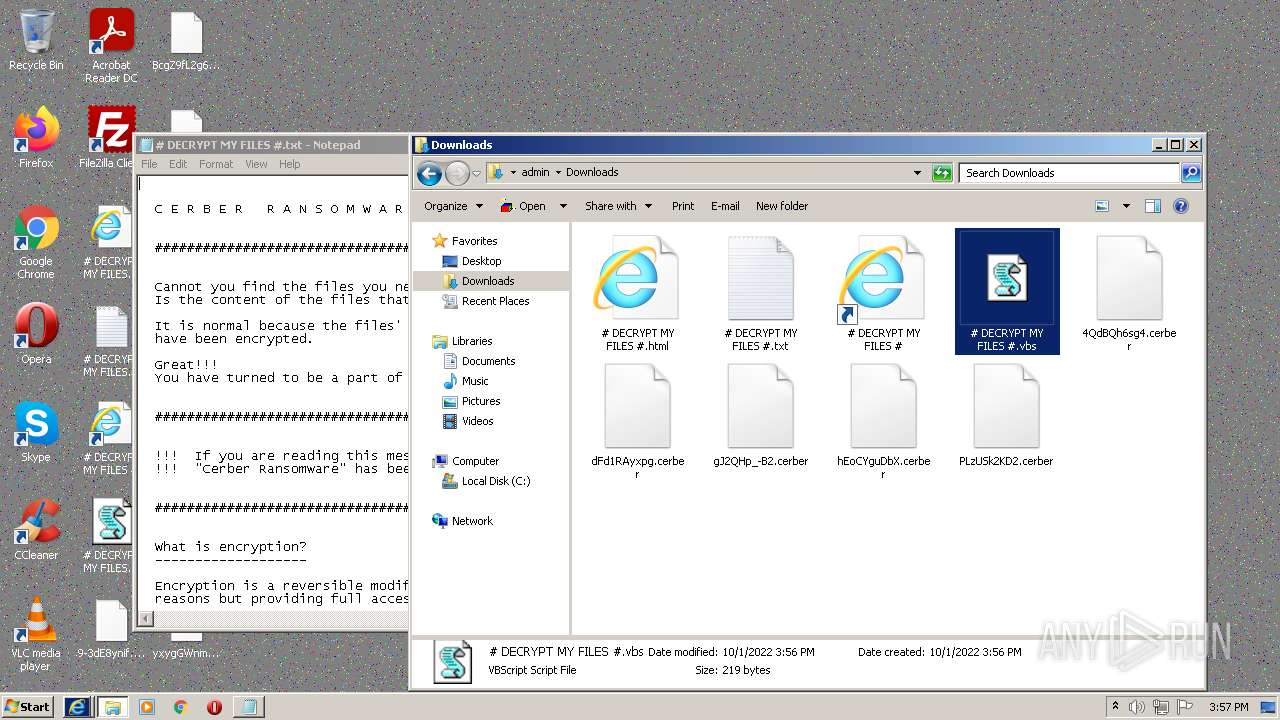 Recycle Bin
Acrobat
Reader DC
BcgZ9fL2g6...
Firefox
FileZilla Clie
Google
Chrome
# DECRYP
MY FILES.
Opera
# DECRYP
MY FILES.
Skype
# DECRYP
MY FILES
CCleaner
# DECRYP
MY FILES.
VLC media
player
9-3dE8ynif....
yxygGWnm...
# DECRYPT MY FILES #.txt - Notepad
File Edit Format View Help
C E R B E R   R A N S O M W A R
########################################
Cannot you find the files you ne
Is the content of the files that
It is normal because the files'
have been encrypted.
Great!!!
You have turned to be a part of
########################################
!!!  If you are reading this mes
!!!  "Cerber Ransomware" has bee
########################################
What is encryption?
-------------------
Encryption is a reversible modif
reasons but providing full acces
Downloads
admin Downloads
Search Downloads
Organize Open Share with Print E-mail New folder
Favorites
Desktop
Downloads
Recent Places
Libraries
Documents
Music
Pictures
Videos
Computer
Local Disk (C:)
Network
# DECRYPT MY
FILES #.html
# DECRYPT MY
FILES #.txt
# DECRYPT MY
FILES #
# DECRYPT MY
FILES #.vbs
4QdBQh6srg.cerbe
r
dFd1RAyxpg.cerbe
r
gJ2QHp_-B2.cerbe
r
hEoCYguDbX.cerbe
r
PLzUSk2KD2.cerber
# DECRYPT MY FILES #.vbs Date modified: 10/1/2022 3:56 PM Date created: 10/1/2022 3:56 PM
VBScript Script File Size: 219 bytes
ANY RUN
Start
3:57 PM